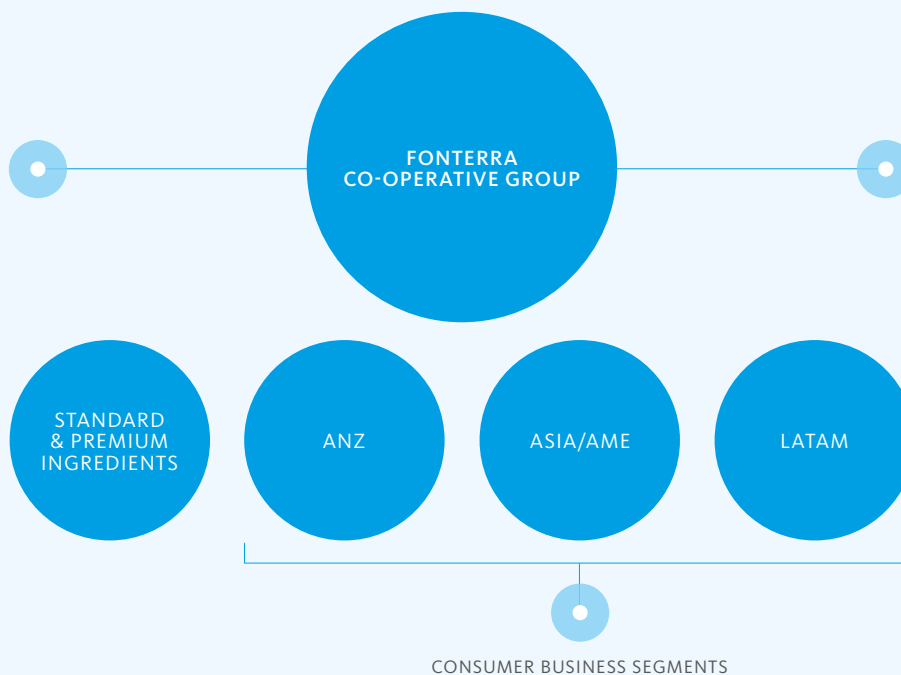 FONTERRA
CO-OPERATIVE GROUP
STANDARD
& PREMIUM
INGREDIENTS
ANZ
ASIA/AME
LATAM
CONSUMER BUSINESS SEGMENTS